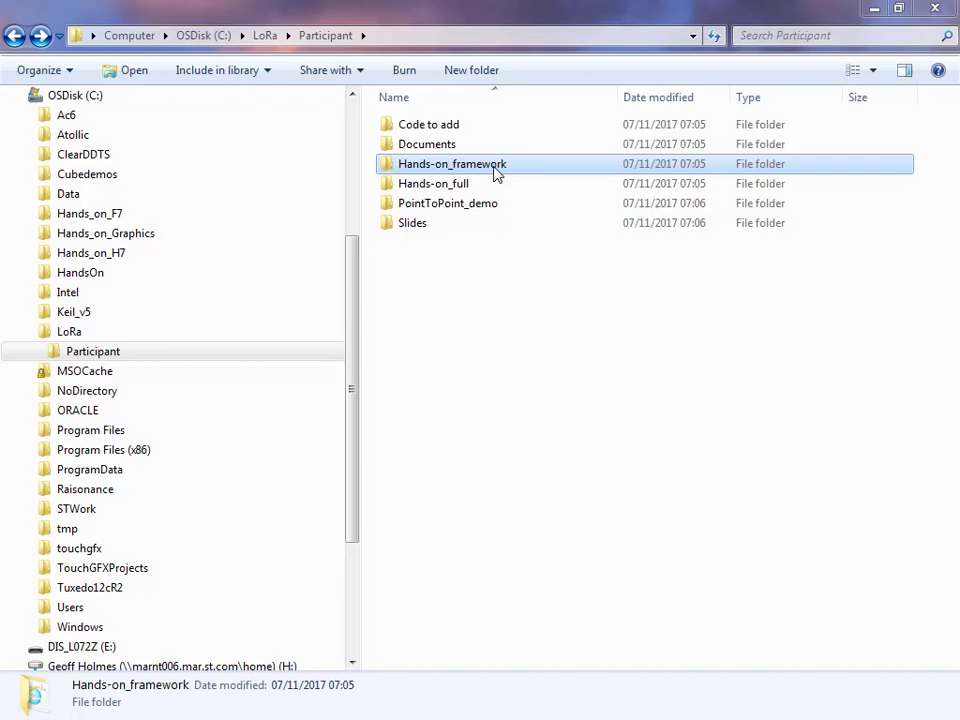 Computer OSDisk (C:) LoRa Participant
Search Participant
Organize Open Include in library Share with Burn New folder
OSDisk (C:)
Ac6
Atollic
ClearDDTS
Cubedemos
Data
Hands_on_F7
Hands_on_Graphics
Hands_on_H7
HandsOn
Intel
Keil_v5
LoRa
Participant
MSOCache
NoDirectory
ORACLE
Program Files
Program Files (x86)
ProgramData
Raisonance
STWork
tmp
touchgfx
TouchGFXProjects
Tuxedo12cR2
Users
Windows
DIS_L072Z (E:)
Geoff Holmes (\\marnt006.mar.st.com\home) (H:)
Name Date modified Type Size
Code to add 07/11/2017 07:05 File folder
Documents 07/11/2017 07:05 File folder
Hands-on_framework 07/11/2017 07:05 File folder
Hands-on_full 07/11/2017 07:05 File folder
PointToPoint_demo 07/11/2017 07:06 File folder
Slides 07/11/2017 07:06 File folder
Hands-on_framework Date modified: 07/11/2017 07:05
File folder